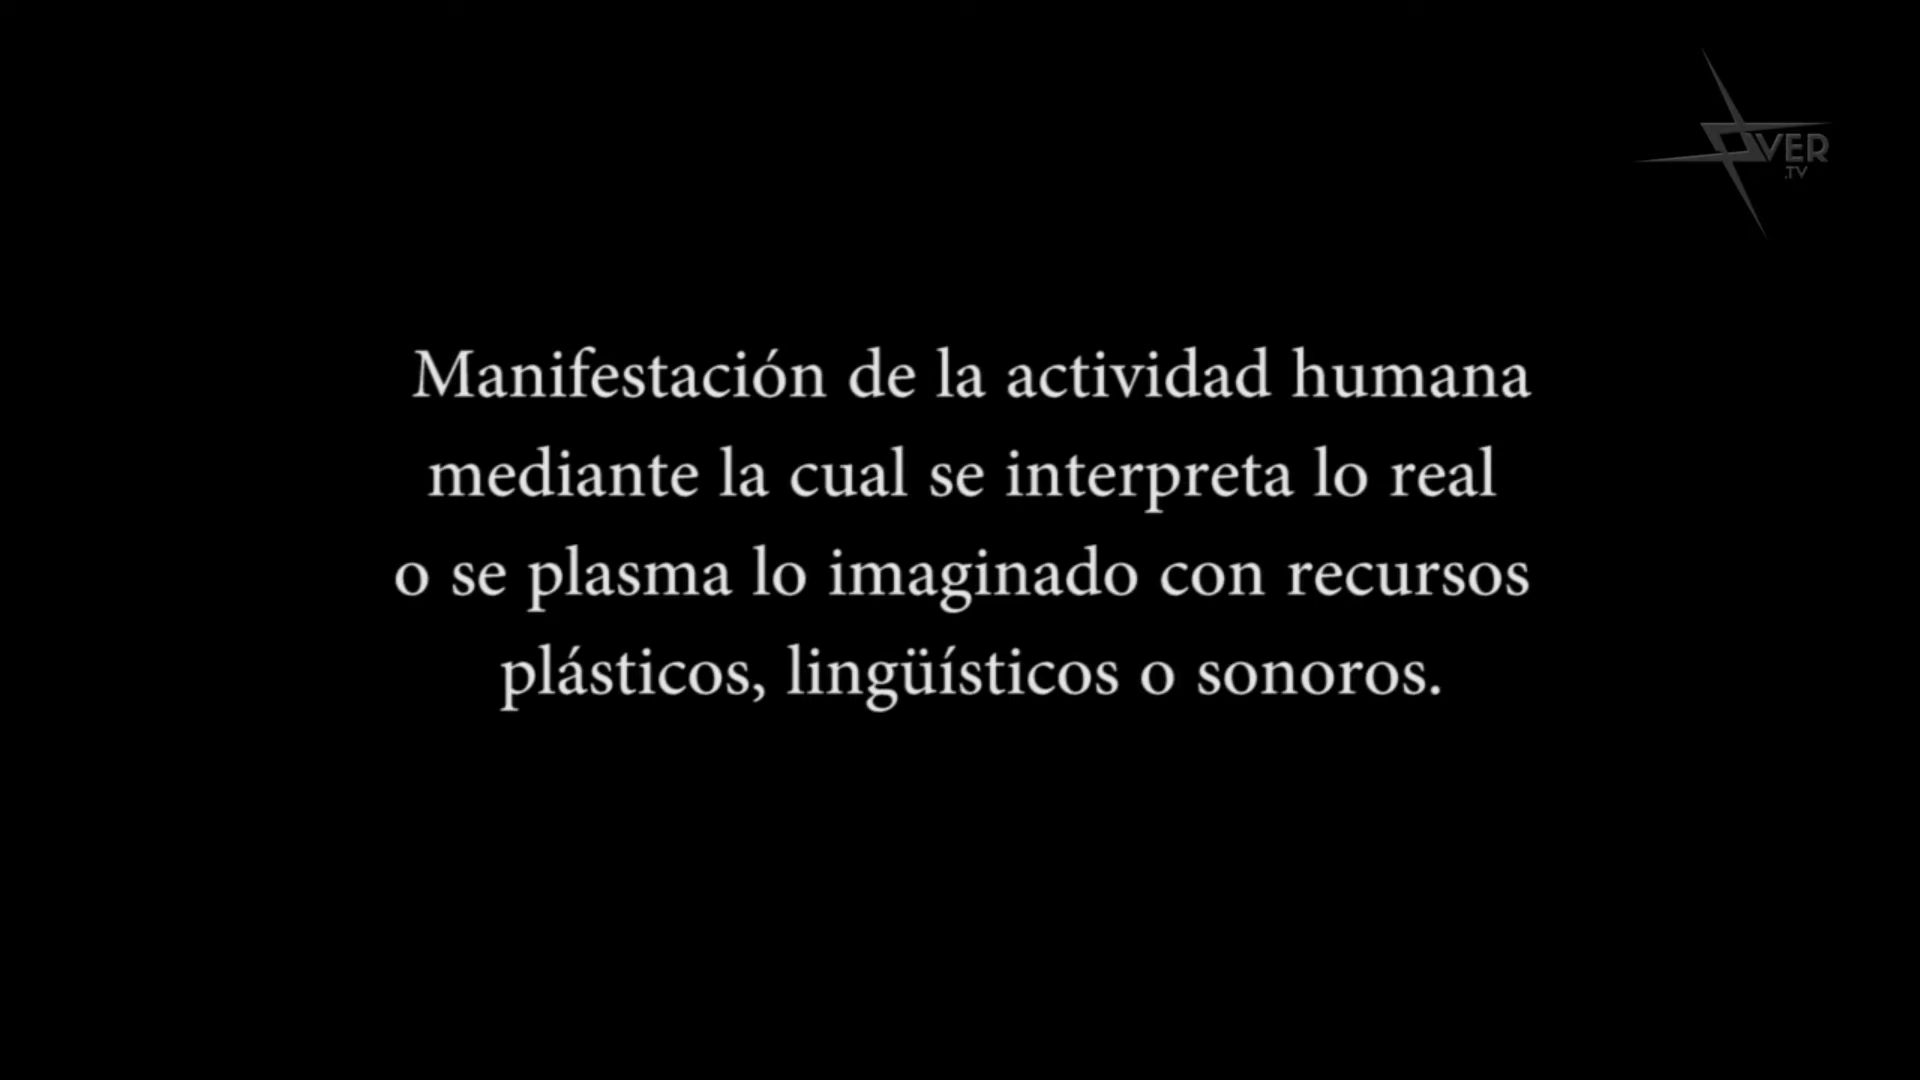 OVER
.TV
Manifestación de la actividad humana
mediante la cual se interpreta lo real
o se plasma lo imaginado con recursos
plásticos, lingüísticos o sonoros.